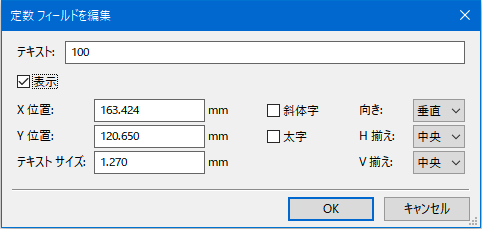 定数 フィールドを編集
テキスト: 100
表示
X 位置: 163.424 mm 斜体字 向き: 垂直
Y 位置: 120.650 mm 太字 H 揃え: 中央
テキスト サイズ: 1.270 mm V 揃え: 中央
OK キャンセル